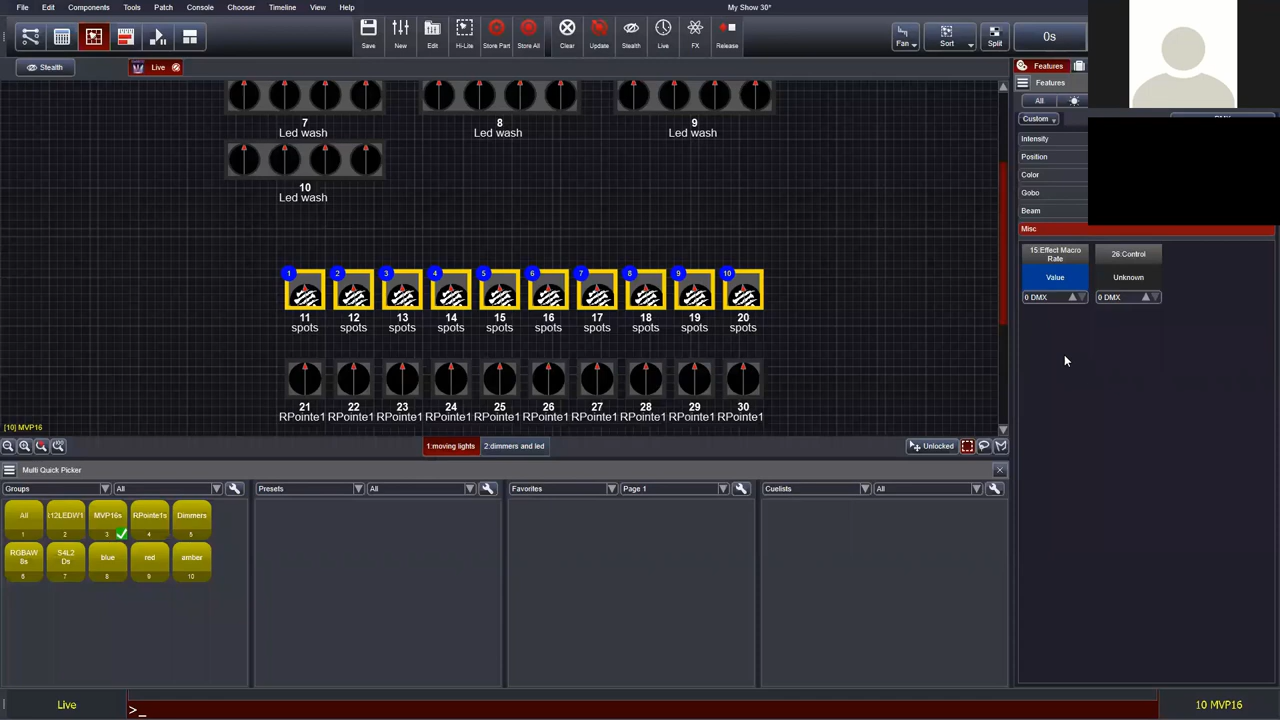 File Edit Components Tools Patch Console Chooser Timeline View Help
My Show 30*
Save New Edit Hi-Lite Store Part Store All Clear Update Stealth Live FX Release
Fan Sort Split 0s
Stealth Live
Features
Features
All
Custom
Intensity
Position
Color
Gobo
Beam
Misc
15:Effect Macro Rate
26:Control
Value Unknown
0 DMX 0 DMX
7 8 9
Led wash Led wash Led wash
10
Led wash
1 2 3 4 5 6 7 8 9 10
11 12 13 14 15 16 17 18 19 20
spots spots spots spots spots spots spots spots spots spots
21 22 23 24 25 26 27 28 29 30
RPointe1 RPointe1 RPointe1 RPointe1 RPointe1 RPointe1 RPointe1 RPointe1 RPointe1 RPointe1
[10] MVP16
1:moving lights 2:dimmers and led Unlocked
Multi Quick Picker
Groups All Presets All Favorites Page 1 Cuelists All
All t12LEDW1 MVP16s RPointe1s Dimmers
1 2 3 4 5
RGBAW 8s S4L2 Ds blue red amber
6 7 8 9 10
Live >_ 10 MVP16